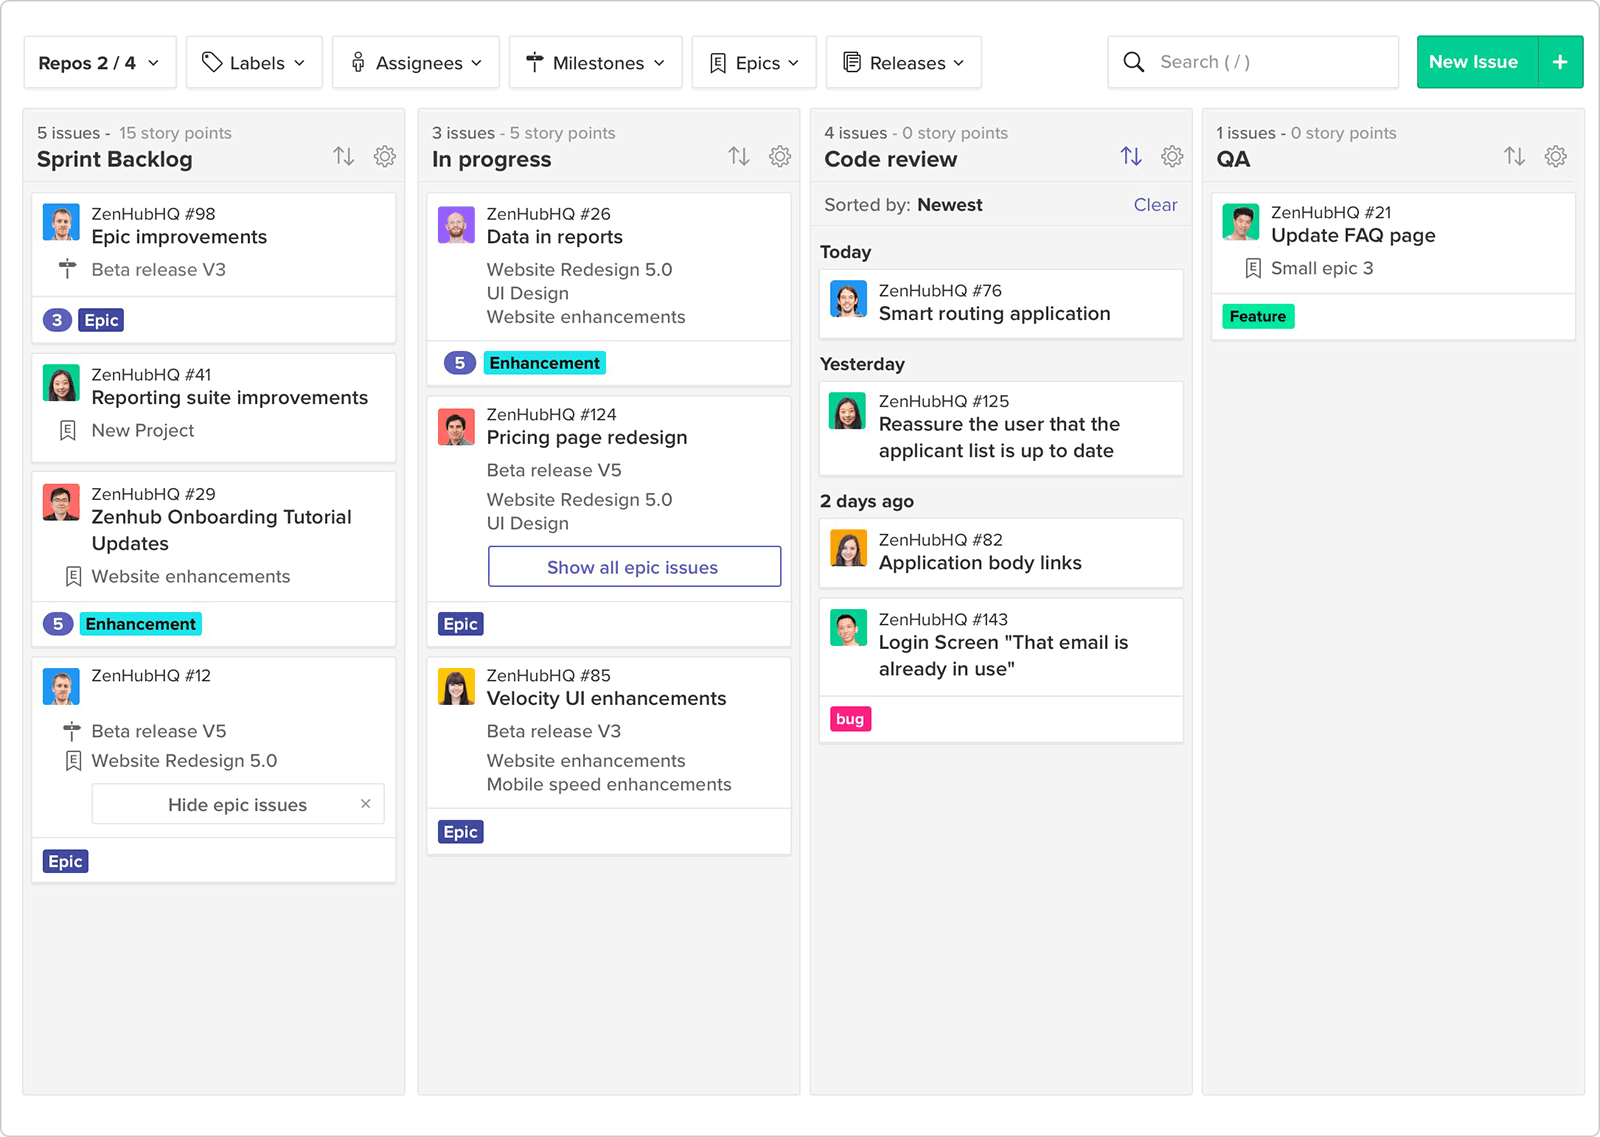 Repos 2 / 4
Labels
Assignees
Milestones
Epics
Releases
Search ( / )
New Issue +
5 issues - 15 story points
Sprint Backlog
ZenHubHQ #98
Epic improvements
Beta release V3
3 Epic
ZenHubHQ #41
Reporting suite improvements
New Project
ZenHubHQ #29
Zenhub Onboarding Tutorial
Updates
Website enhancements
5 Enhancement
ZenHubHQ #12
Beta release V5
Website Redesign 5.0
Hide epic issues ×
Epic
3 issues - 5 story points
In progress
ZenHubHQ #26
Data in reports
Website Redesign 5.0
UI Design
Website enhancements
5 Enhancement
ZenHubHQ #124
Pricing page redesign
Beta release V5
Website Redesign 5.0
UI Design
Show all epic issues
Epic
ZenHubHQ #85
Velocity UI enhancements
Beta release V3
Website enhancements
Mobile speed enhancements
Epic
4 issues - 0 story points
Code review
Sorted by: Newest Clear
Today
ZenHubHQ #76
Smart routing application
Yesterday
ZenHubHQ #125
Reassure the user that the
applicant list is up to date
2 days ago
ZenHubHQ #82
Application body links
ZenHubHQ #143
Login Screen "That email is
already in use"
bug
1 issues - 0 story points
QA
ZenHubHQ #21
Update FAQ page
Small epic 3
Feature